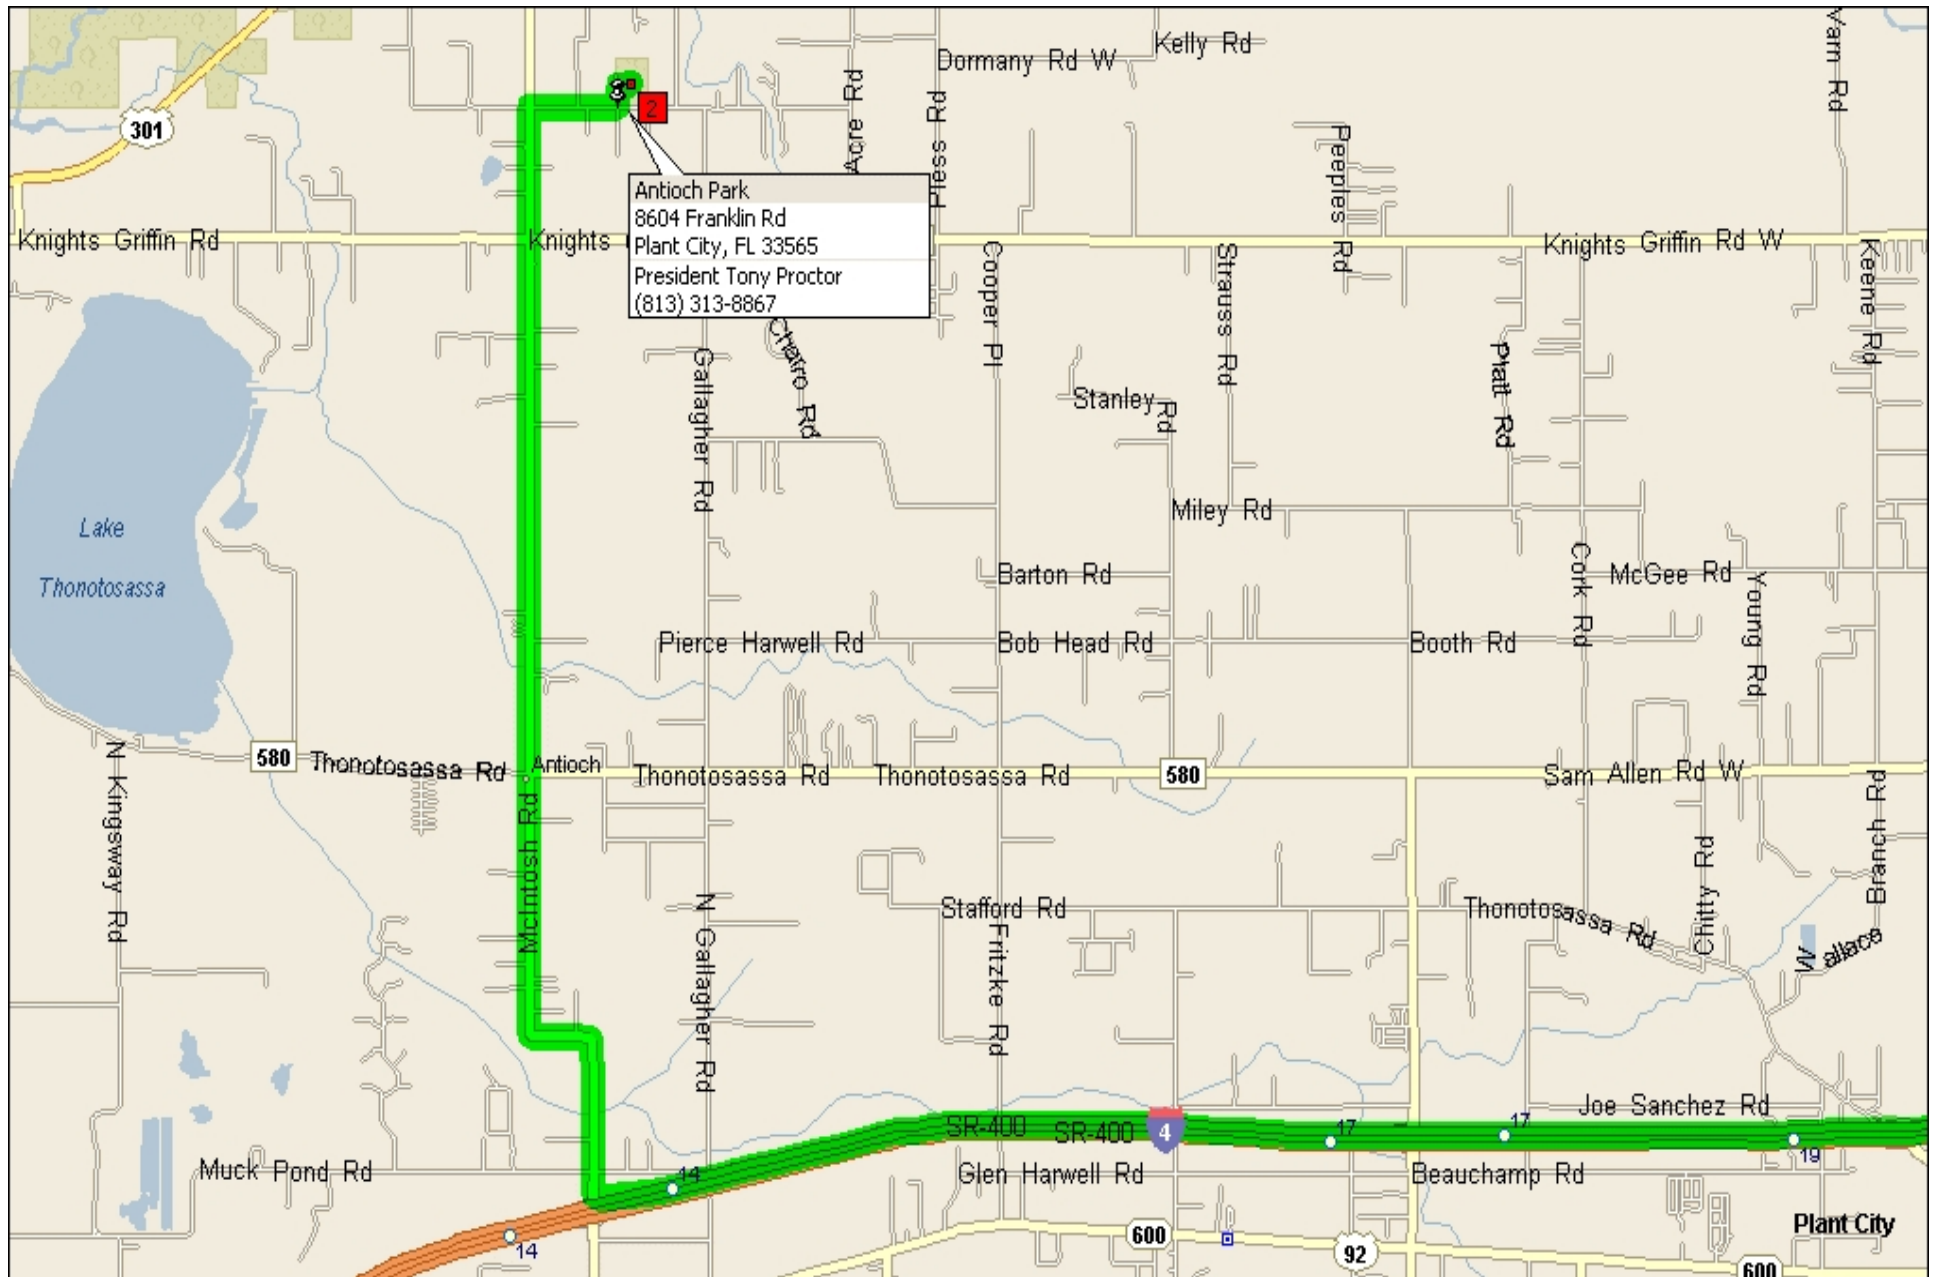 Kelly Rd
Dormany Rd W
Varn Rd
301
2
Acre Rd
Pless Rd
Peeples Rd
Antioch Park
8604 Franklin Rd
Plant City, FL 33565
President Tony Proctor
(813) 313-8867
Knights Griffin Rd
Knights
Knights Griffin Rd W
Cooper Pl
Strauss Rd
Keene Rd
Gallagher Rd
Charro Rd
Platt Rd
Stanley Rd
Lake
Thonotosassa
Miley Rd
Barton Rd
Cork Rd
McGee Rd
Young Rd
Pierce Harwell Rd
Bob Head Rd
Booth Rd
N Kingsway Rd
580
Thonotosassa Rd
Antioch
Thonotosassa Rd
Thonotosassa Rd
580
Sam Allen Rd W
McIntosh Rd
Branch Rd
Chitty Rd
N Gallagher Rd
Stafford Rd
Fritzke Rd
Thonotosassa Rd
Wallace
Joe Sanchez Rd
SR-400
SR-400
4
17
17
19
Muck Pond Rd
14
Glen Harwell Rd
Beauchamp Rd
14
600
92
Plant City
600